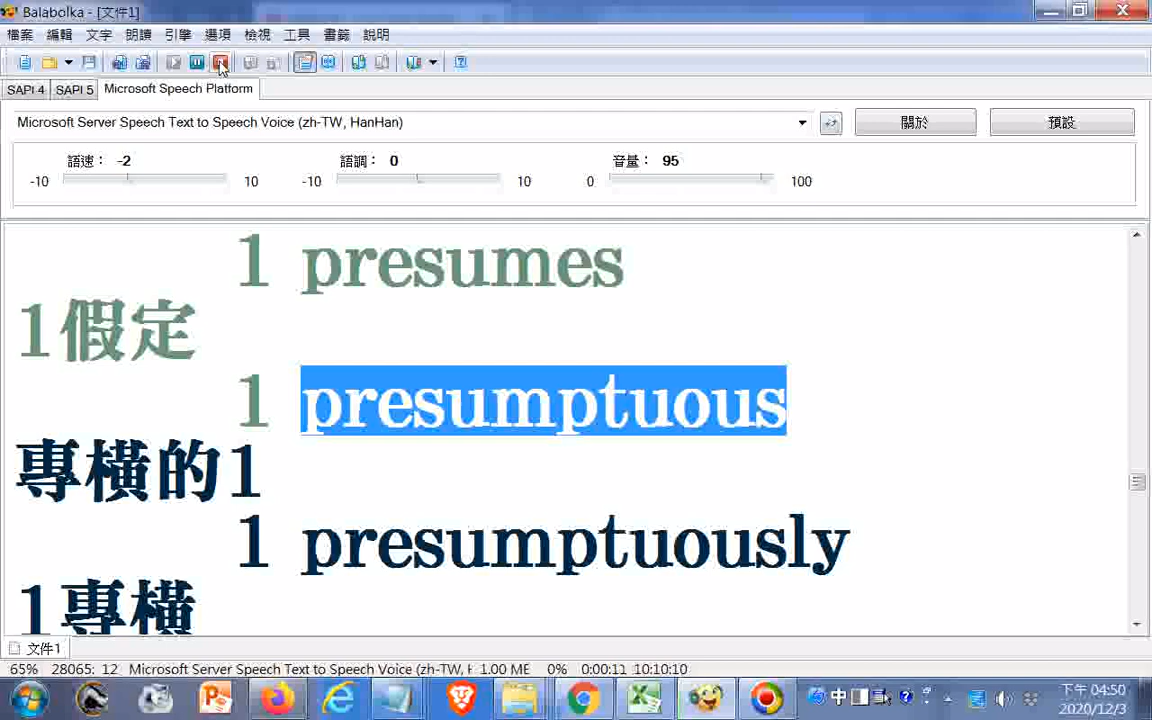 Balabolka - [文件1]
檔案 編輯 文字 朗讀 引擎 選項 檢視 工具 書籤 說明
SAPI 4 SAPI 5 Microsoft Speech Platform
Microsoft Server Speech Text to Speech Voice (zh-TW, HanHan) 關於 預設
語速： -2 語調： 0 音量： 95
-10 10 -10 10 0 100
1 presumes
1假定
1 presumptuous
專橫的1
1 presumptuously
1專橫
文件1
65% 28065: 12 Microsoft Server Speech Text to Speech Voice (zh-TW, 1.00 ME 0% 0:00:11 10:10:10
中 下午 04:50
2020/12/3